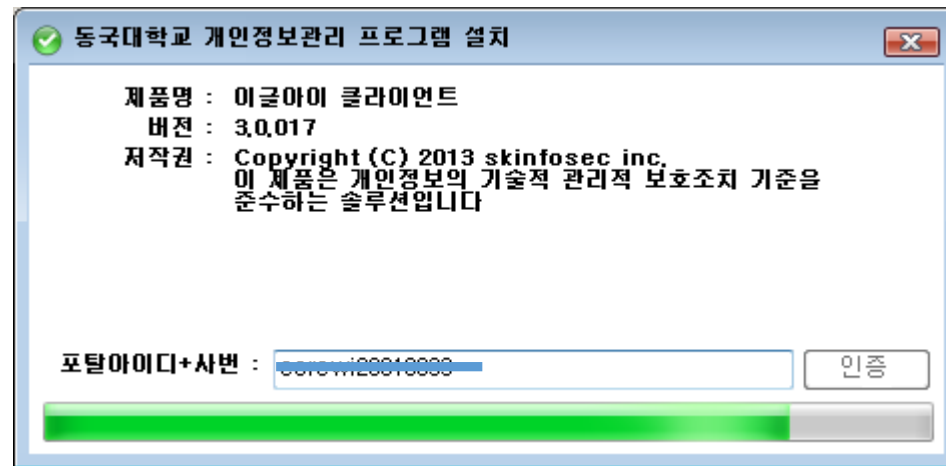 동국대학교 개인정보관리 프로그램 설치
제품명 : 이글아이 클라이언트
버전 : 3.0.017
저작권 : Copyright (C) 2013 skinfosec inc.
이 제품은 개인정보의 기술적 관리적 보호조치 기준을
준수하는 솔루션입니다
포탈아이디+사번 :
인증